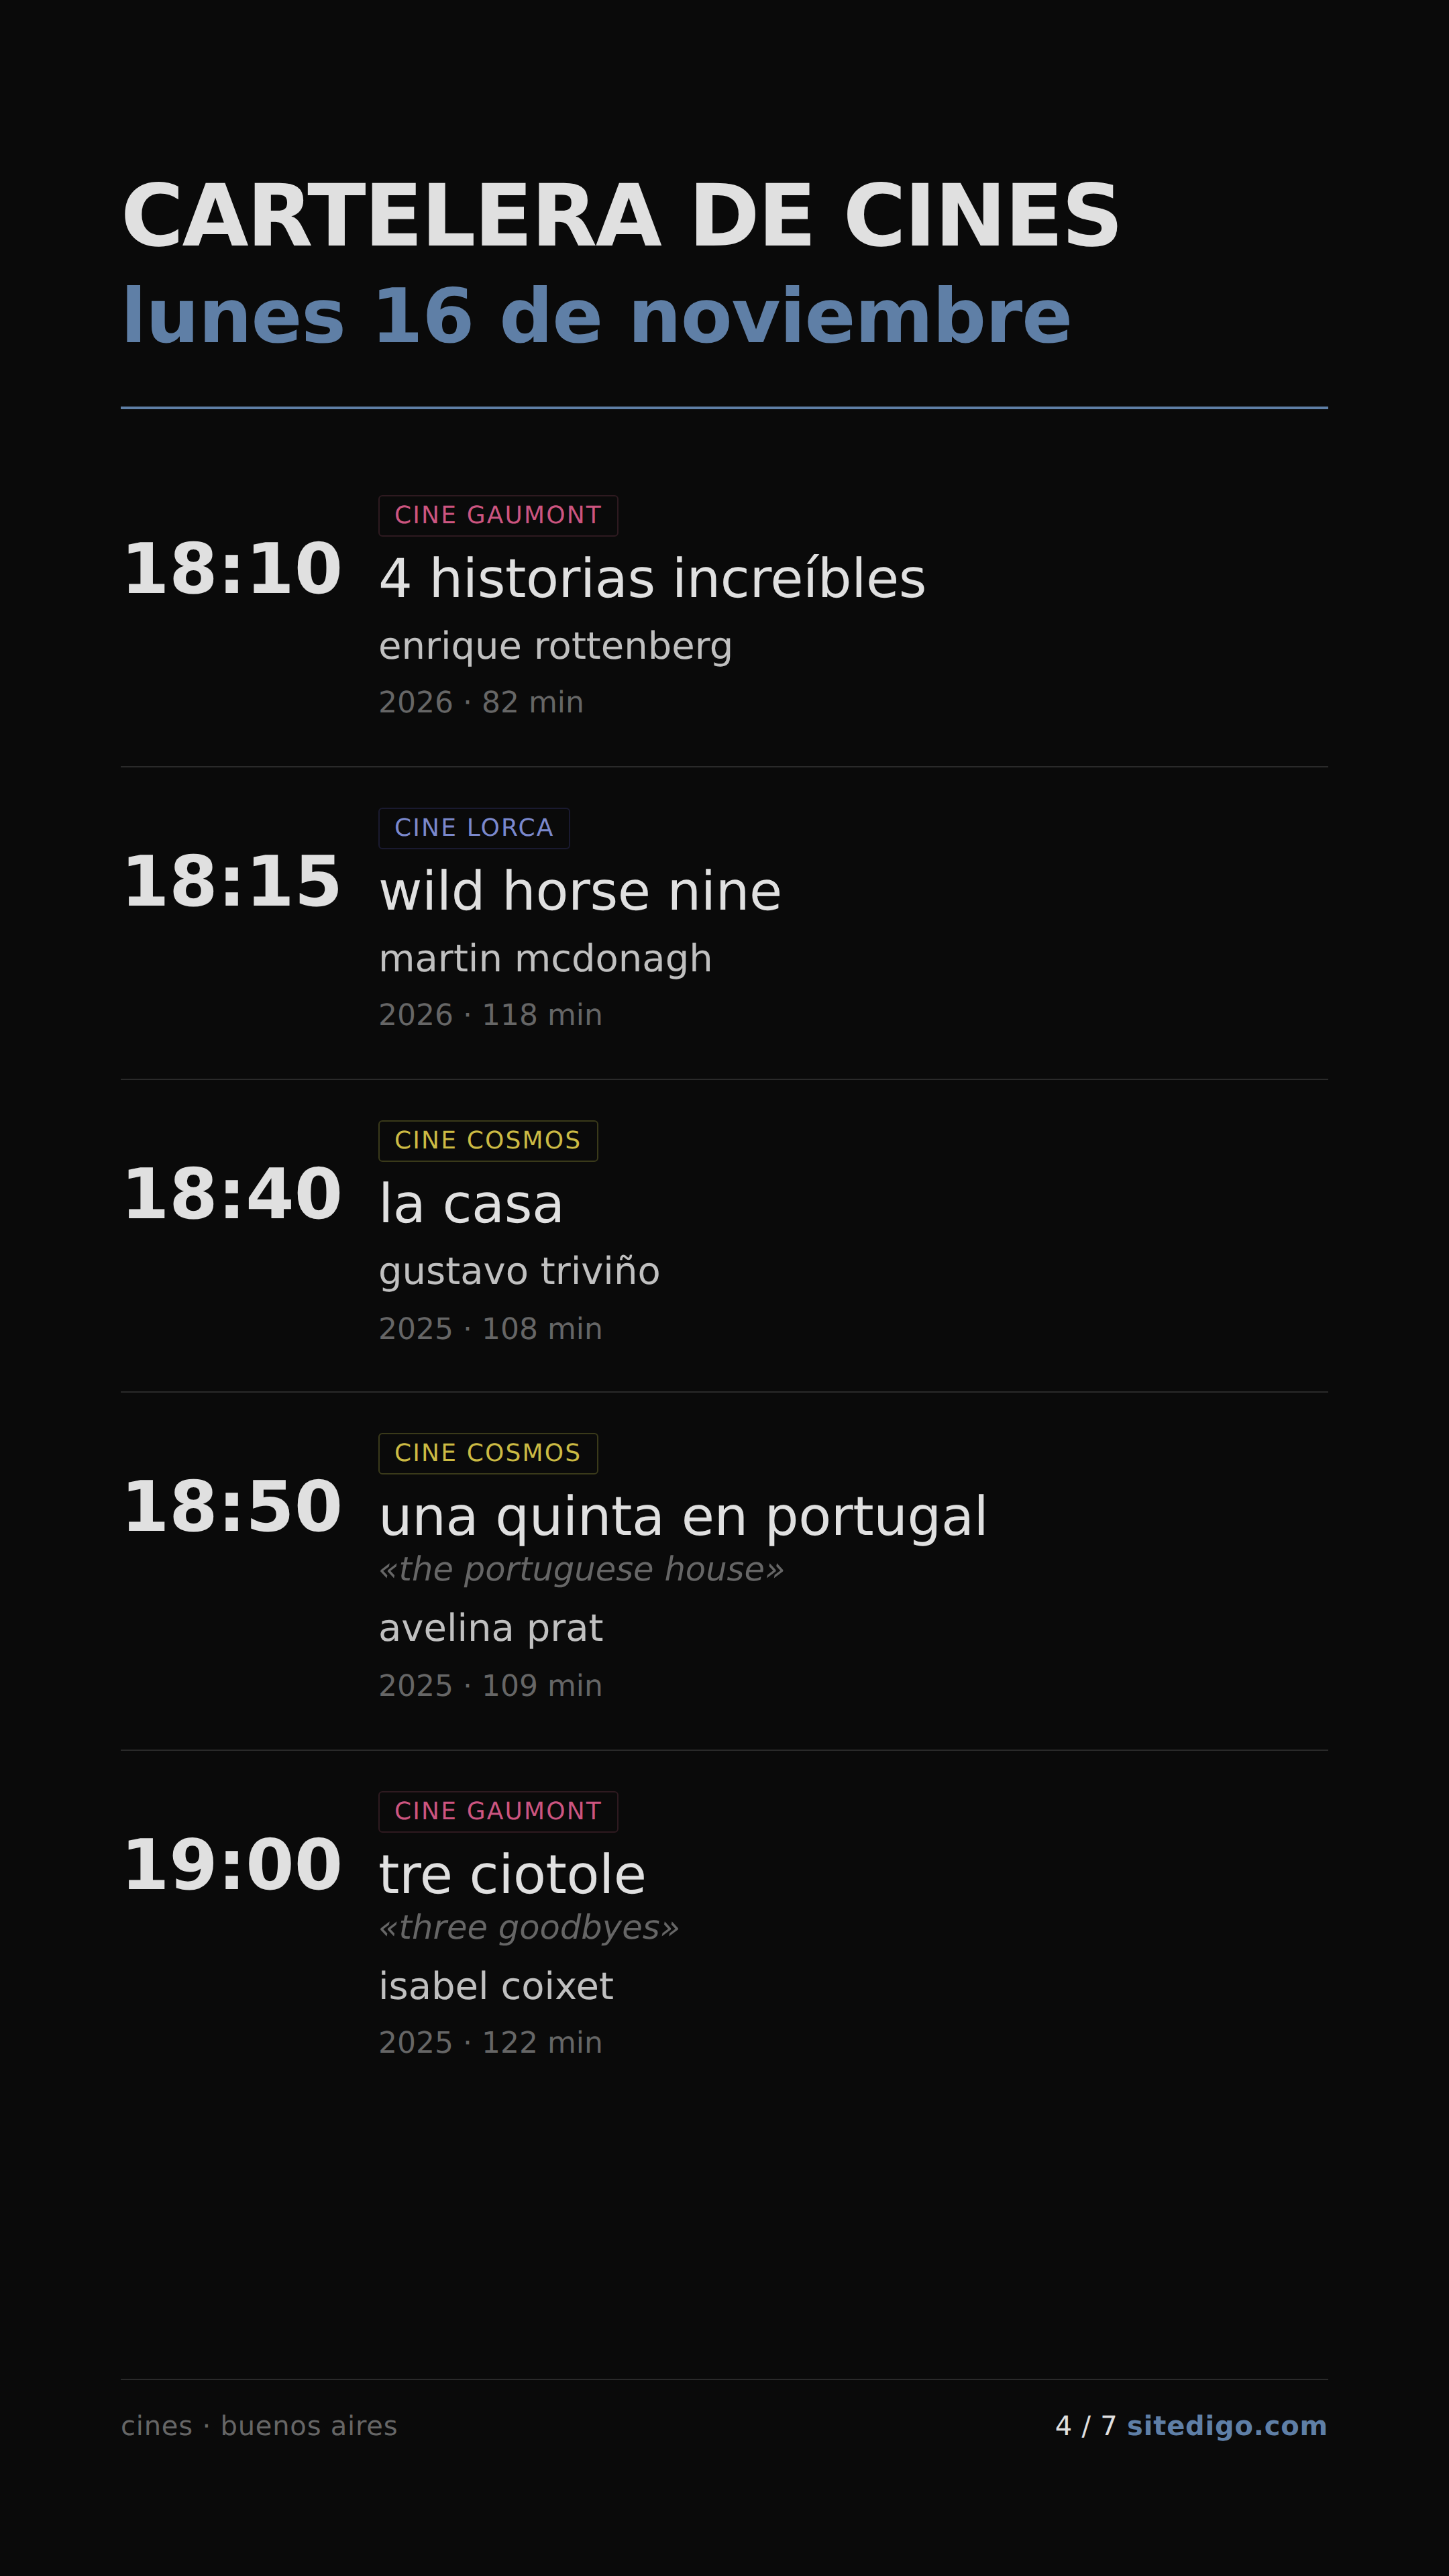 CARTELERA DE CINES
lunes 16 de noviembre
CINE GAUMONT
18:10
4 historias increíbles
enrique rottenberg
2026 · 82 min
CINE LORCA
18:15
wild horse nine
martin mcdonagh
2026 · 118 min
CINE COSMOS
18:40
la casa
gustavo triviño
2025 · 108 min
CINE COSMOS
18:50
una quinta en portugal
«the portuguese house»
avelina prat
2025 · 109 min
CINE GAUMONT
19:00
tre ciotole
«three goodbyes»
isabel coixet
2025 · 122 min
cines · buenos aires
4 / 7 sitedigo.com